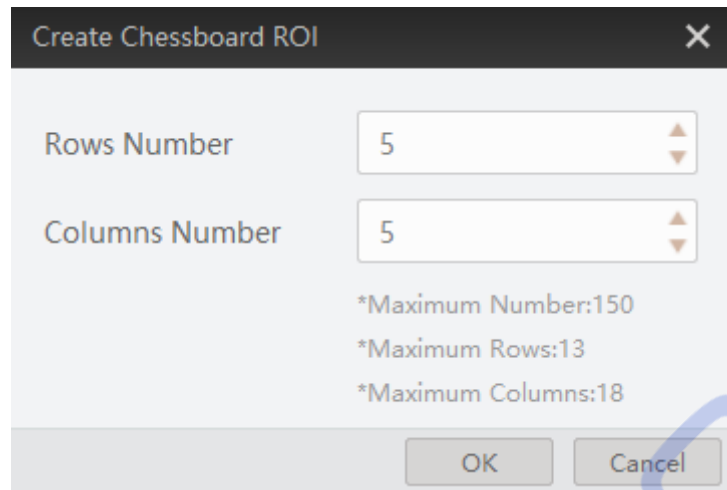 Create Chessboard ROI
Rows Number 5
Columns Number 5
*Maximum Number:150
*Maximum Rows:13
*Maximum Columns:18
OK Cancel